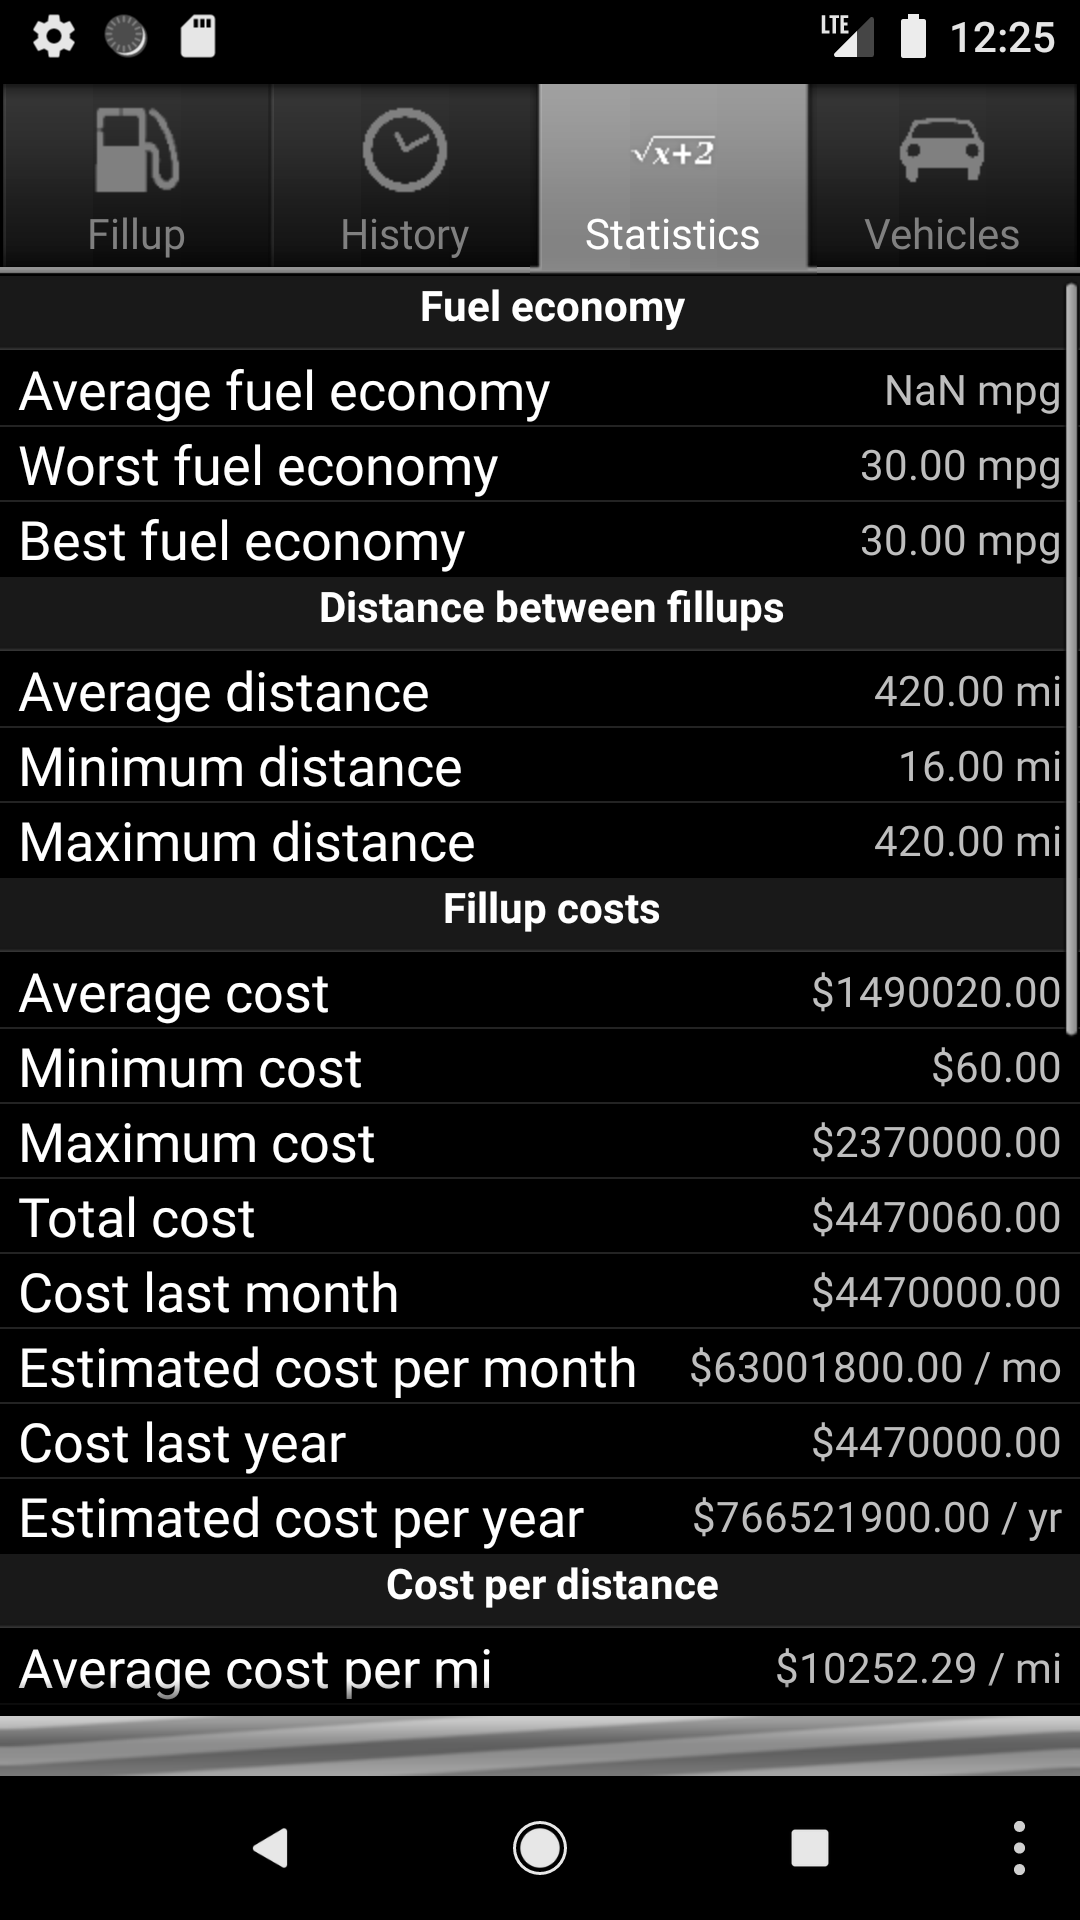 LTE 12:25
√x+2
Fillup History Statistics Vehicles
Fuel economy
Average fuel economy NaN mpg
Worst fuel economy 30.00 mpg
Best fuel economy 30.00 mpg
Distance between fillups
Average distance 420.00 mi
Minimum distance 16.00 mi
Maximum distance 420.00 mi
Fillup costs
Average cost $1490020.00
Minimum cost $60.00
Maximum cost $2370000.00
Total cost $4470060.00
Cost last month $4470000.00
Estimated cost per month $63001800.00 / mo
Cost last year $4470000.00
Estimated cost per year $766521900.00 / yr
Cost per distance
Average cost per mi $10252.29 / mi